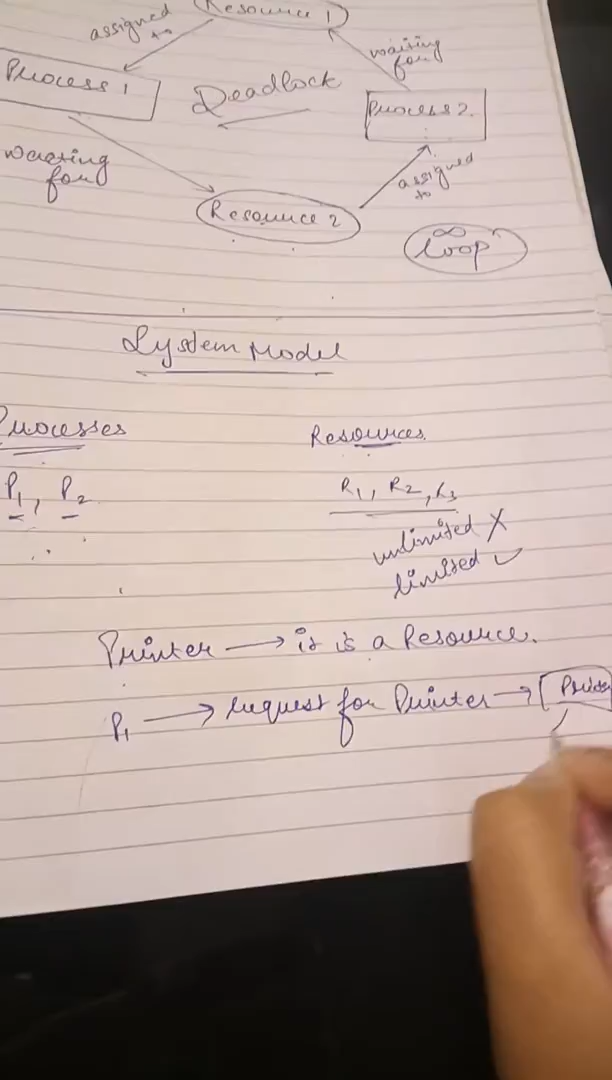 Resource 1
assigned to
waiting for
Process 1
Deadlock
Process 2
waiting for
assigned to
Resource 2
∞ loop
System Model
Processes
Resources
P1, P2
R1, R2, R3
unlimited X
limited ✓
Printer → it is a Resource.
P1 → request for Printer →